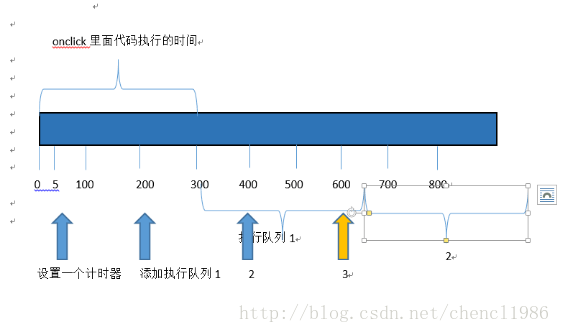 onclick 里面代码执行的时间
0 5 100 200 300 400 500 600 700 800
执行队列 1
设置一个计时器 添加执行队列 1 2 3
2
http://blog.csdn.net/chencl1986